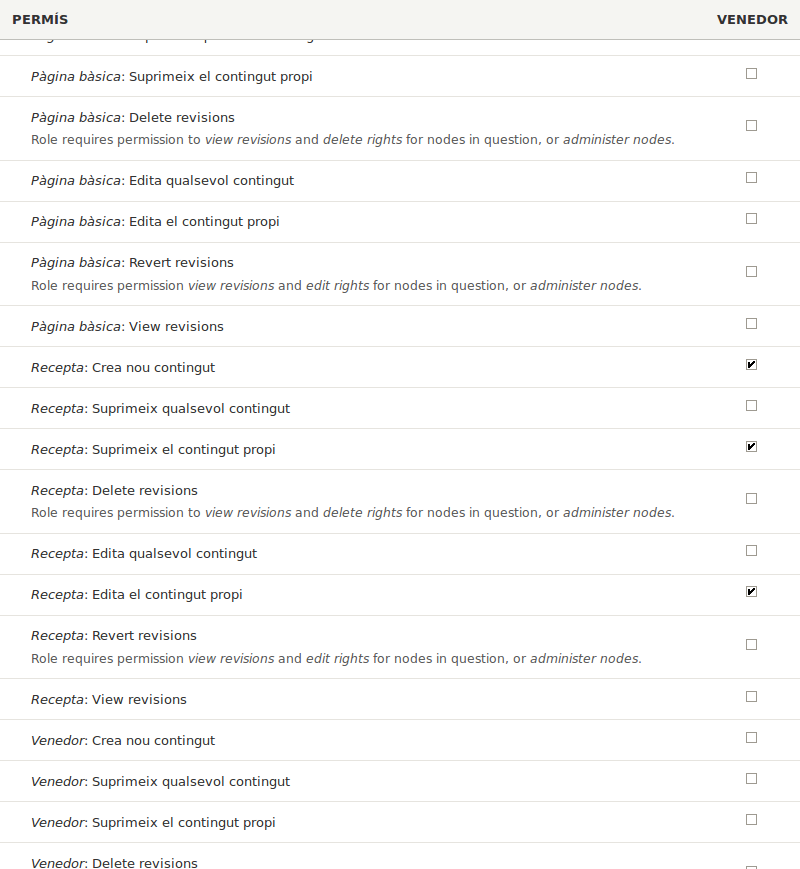 PERMÍS VENEDOR
Pàgina bàsica: Suprimeix el contingut propi
Pàgina bàsica: Delete revisions
Role requires permission to view revisions and delete rights for nodes in question, or administer nodes.
Pàgina bàsica: Edita qualsevol contingut
Pàgina bàsica: Edita el contingut propi
Pàgina bàsica: Revert revisions
Role requires permission view revisions and edit rights for nodes in question, or administer nodes.
Pàgina bàsica: View revisions
Recepta: Crea nou contingut
Recepta: Suprimeix qualsevol contingut
Recepta: Suprimeix el contingut propi
Recepta: Delete revisions
Role requires permission to view revisions and delete rights for nodes in question, or administer nodes.
Recepta: Edita qualsevol contingut
Recepta: Edita el contingut propi
Recepta: Revert revisions
Role requires permission view revisions and edit rights for nodes in question, or administer nodes.
Recepta: View revisions
Venedor: Crea nou contingut
Venedor: Suprimeix qualsevol contingut
Venedor: Suprimeix el contingut propi
Venedor: Delete revisions